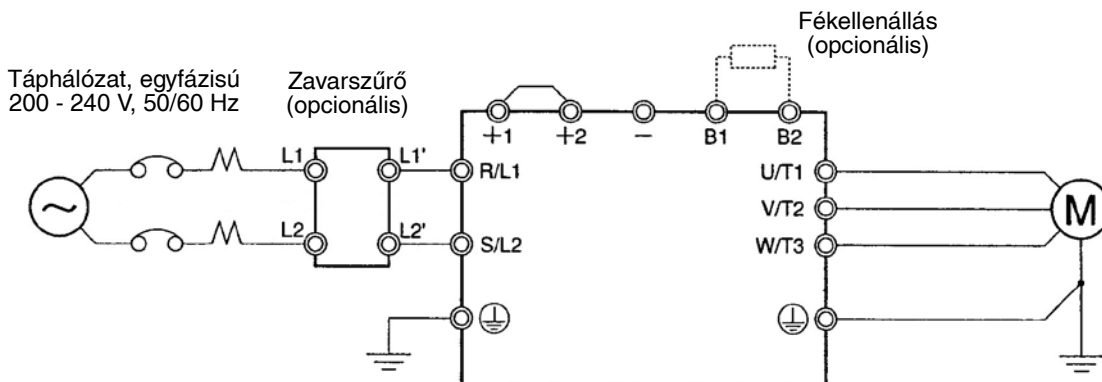 Fékellenállás
(opcionális)
Táphálózat, egyfázisú
200 - 240 V, 50/60 Hz
Zavarszűrő
(opcionális)
+1
+2
−
B1
B2
L1
L1'
R/L1
U/T1
V/T2
M
L2
L2'
S/L2
W/T3